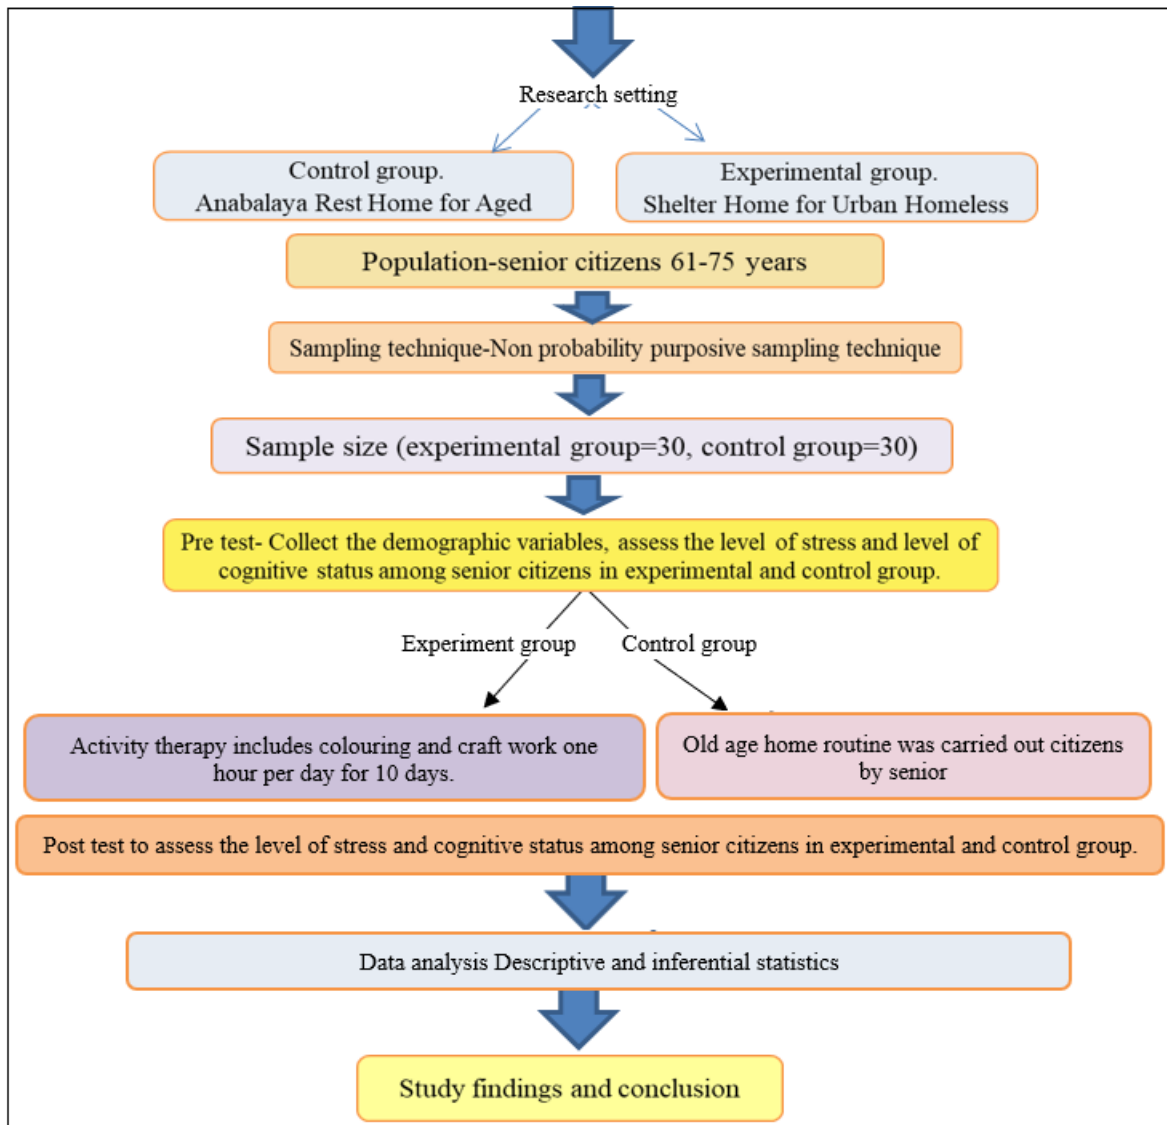 Research setting
Control group.
Anabalaya Rest Home for Aged
Experimental group.
Shelter Home for Urban Homeless
Population-senior citizens 61-75 years
Sampling technique-Non probability purposive sampling technique
Sample size (experimental group=30, control group=30)
Pre test- Collect the demographic variables, assess the level of stress and level of
cognitive status among senior citizens in experimental and control group.
Experiment group
Control group
Activity therapy includes colouring and craft work one
hour per day for 10 days.
Old age home routine was carried out citizens
by senior
Post test to assess the level of stress and cognitive status among senior citizens in experimental and control group.
Data analysis Descriptive and inferential statistics
Study findings and conclusion